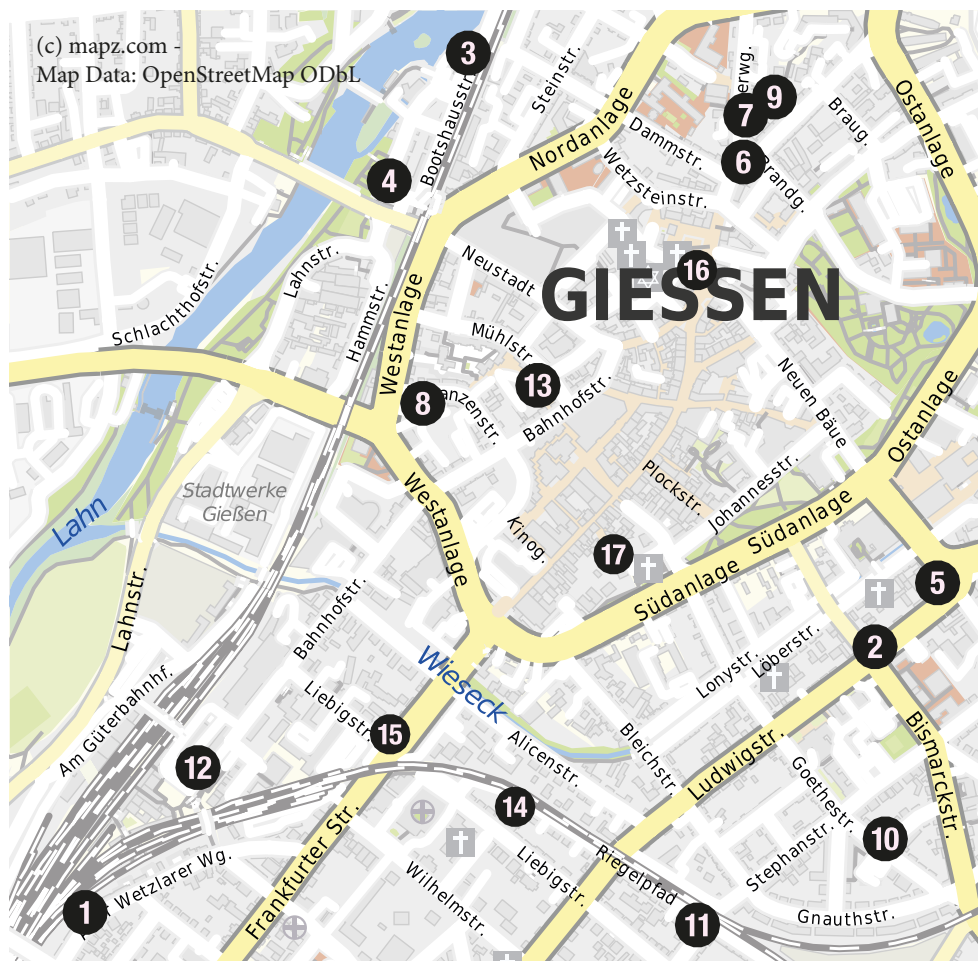 (c) mapz.com -
Map Data: OpenStreetMap ODbL
3
Steinstr.
erwg.
9
7
Ostanlage
Braug.
Bootshausstr.
Nordanlage
Dammstr.
6
Brandg.
4
Wetzsteinstr.
Neustadt
16
GIESSEN
Lahnstr.
Schlachthofstr.
Hammstr.
Westanlage
Mühlstr
13
8
anzenstr.
Bahnhofstr.
Neuen Bäue
Ostanlage
Stadtwerke
Gießen
Lahn
Westanlage
Plockstr.
Johannesstr.
Südanlage
Kinog.
17
Südanlage
5
Lahnstr.
Bahnhofstr.
2
Löberstr.
Lonystr.
Wieseck
Am Güterbahnhf.
Liebigstr.
15
Alicenstr.
Bleichstr.
Ludwigstr.
Bismarckstr.
12
Goethestr.
14
10
Stephanstr.
Frankfurter Str.
Wetzlarer Wg.
1
Wilhelmstr.
Liebigstr.
Riegelpfad
11
Gnauthstr.